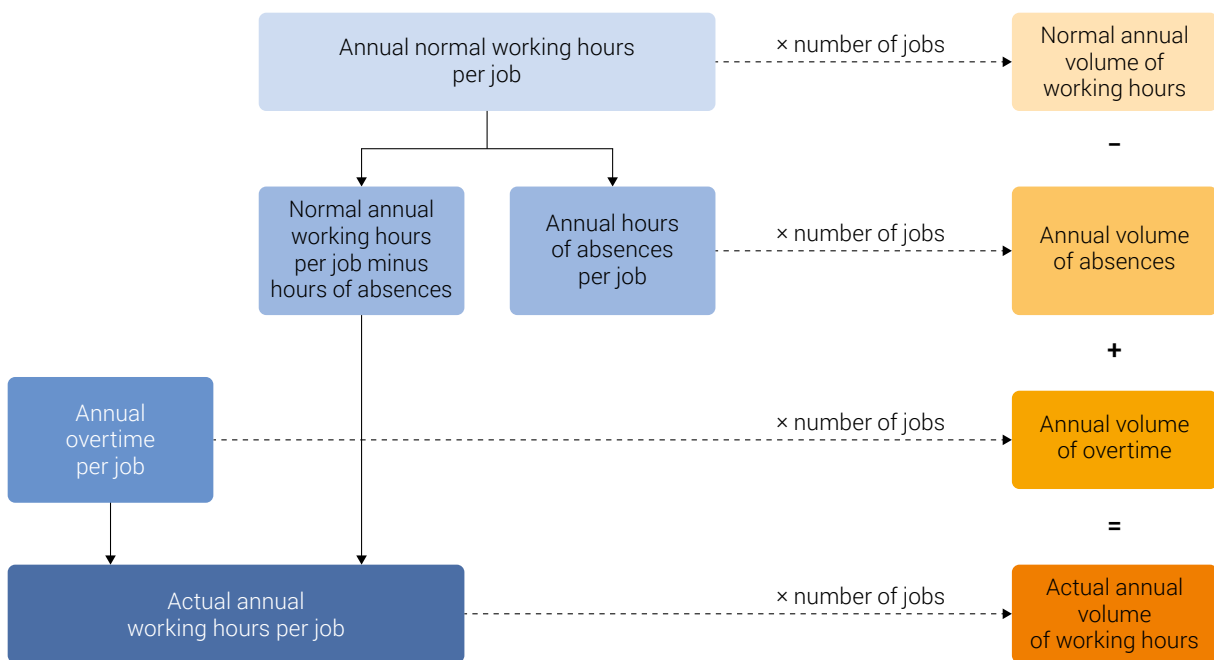 Annual normal working hours
per job
× number of jobs
Normal annual
volume of
working hours
–
Normal annual
working hours
per job minus
hours of absences
Annual hours
of absences
per job
× number of jobs
Annual volume
of absences
+
Annual
overtime
per job
× number of jobs
Annual volume
of overtime
=
Actual annual
working hours per job
× number of jobs
Actual annual
volume
of working hours